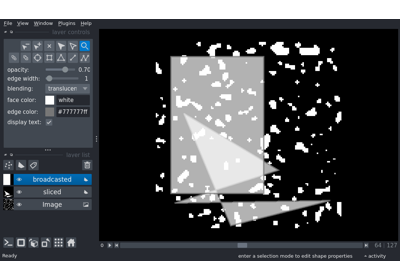 File View Window Plugins Help
layer controls
opacity: 0.70
edge width: 1
blending: translucen
face color: white
edge color: #777777ff
display text:
layer list
broadcasted
sliced
Image
Ready
0
64 127
enter a selection mode to edit shape properties
activity